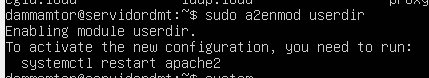 dammamtor@servidordmt:~$ sudo a2enmod userdir
Enabling module userdir.
To activate the new configuration, you need to run:
  systemctl restart apache2